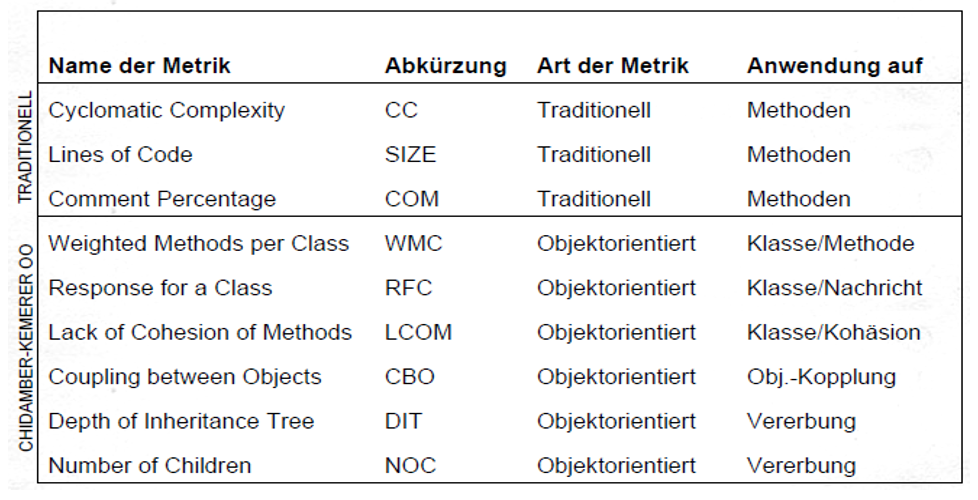 Name der Metrik Abkürzung Art der Metrik Anwendung auf
TRADITIONELL
Cyclomatic Complexity CC Traditionell Methoden
Lines of Code SIZE Traditionell Methoden
Comment Percentage COM Traditionell Methoden
CHIDAMBER-KEMERER OO
Weighted Methods per Class WMC Objektorientiert Klasse/Methode
Response for a Class RFC Objektorientiert Klasse/Nachricht
Lack of Cohesion of Methods LCOM Objektorientiert Klasse/Kohäsion
Coupling between Objects CBO Objektorientiert Obj.-Kopplung
Depth of Inheritance Tree DIT Objektorientiert Vererbung
Number of Children NOC Objektorientiert Vererbung